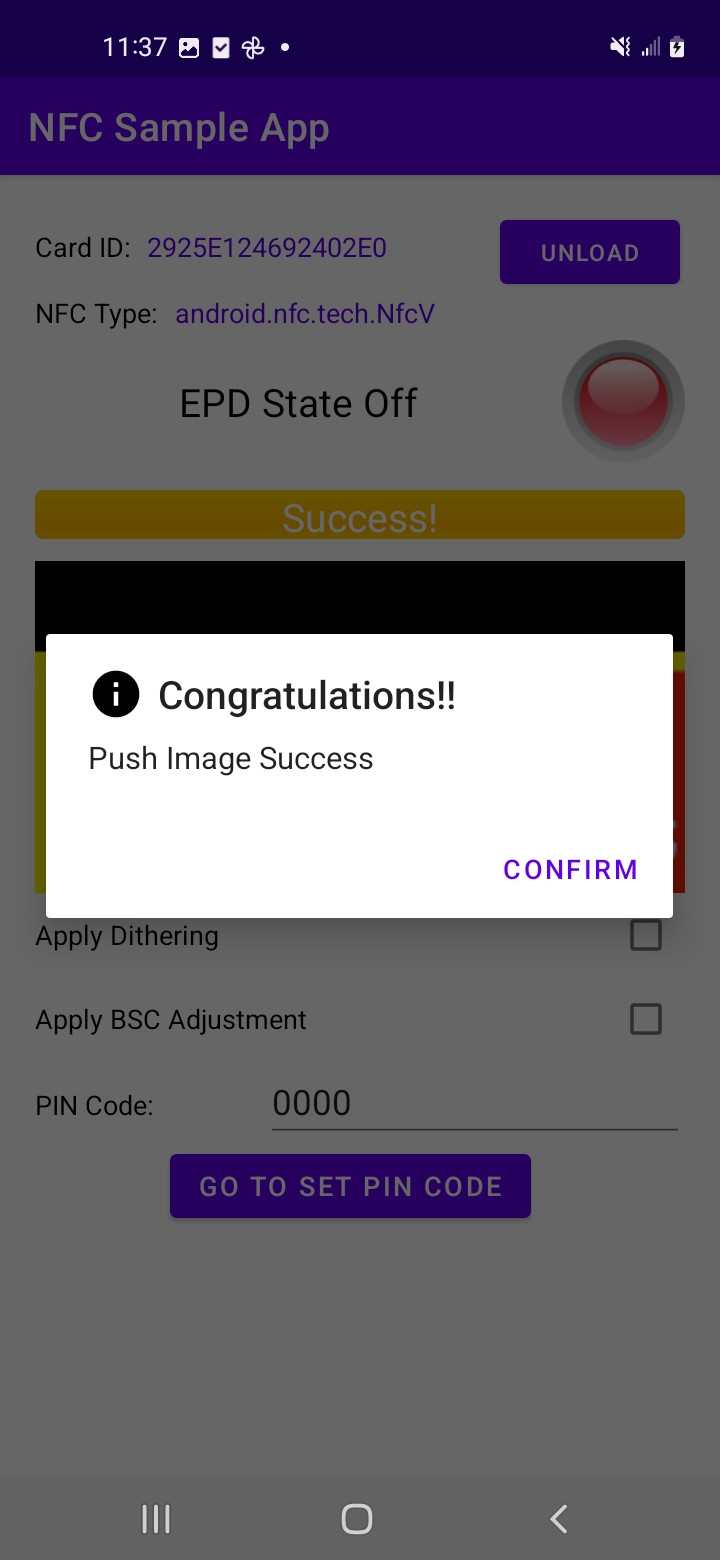 11:37
NFC Sample App
Card ID: 2925E124692402E0
UNLOAD
NFC Type: android.nfc.tech.NfcV
EPD State Off
Success!
Congratulations!!
Push Image Success
CONFIRM
Apply Dithering
Apply BSC Adjustment
PIN Code: 0000
GO TO SET PIN CODE